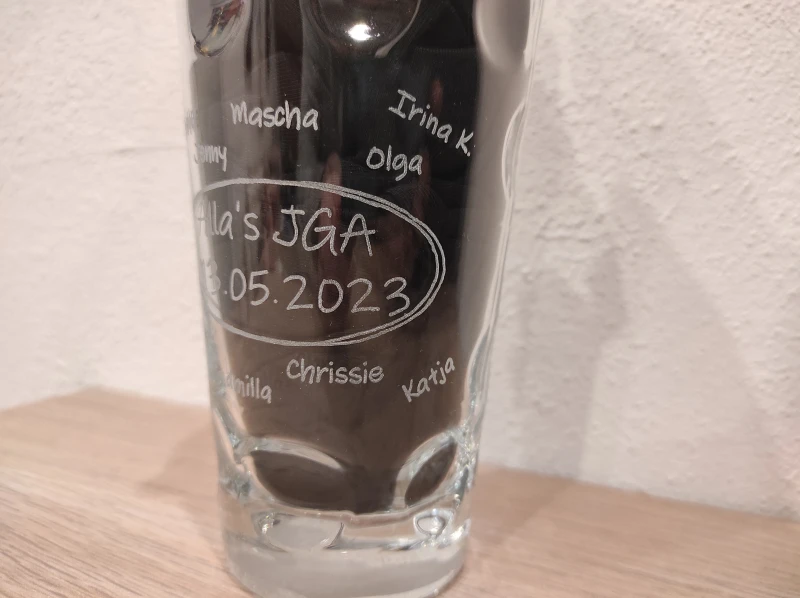 Mascha
Irina K.
Olga
JGA
.05.2023
Chrissie
Katja